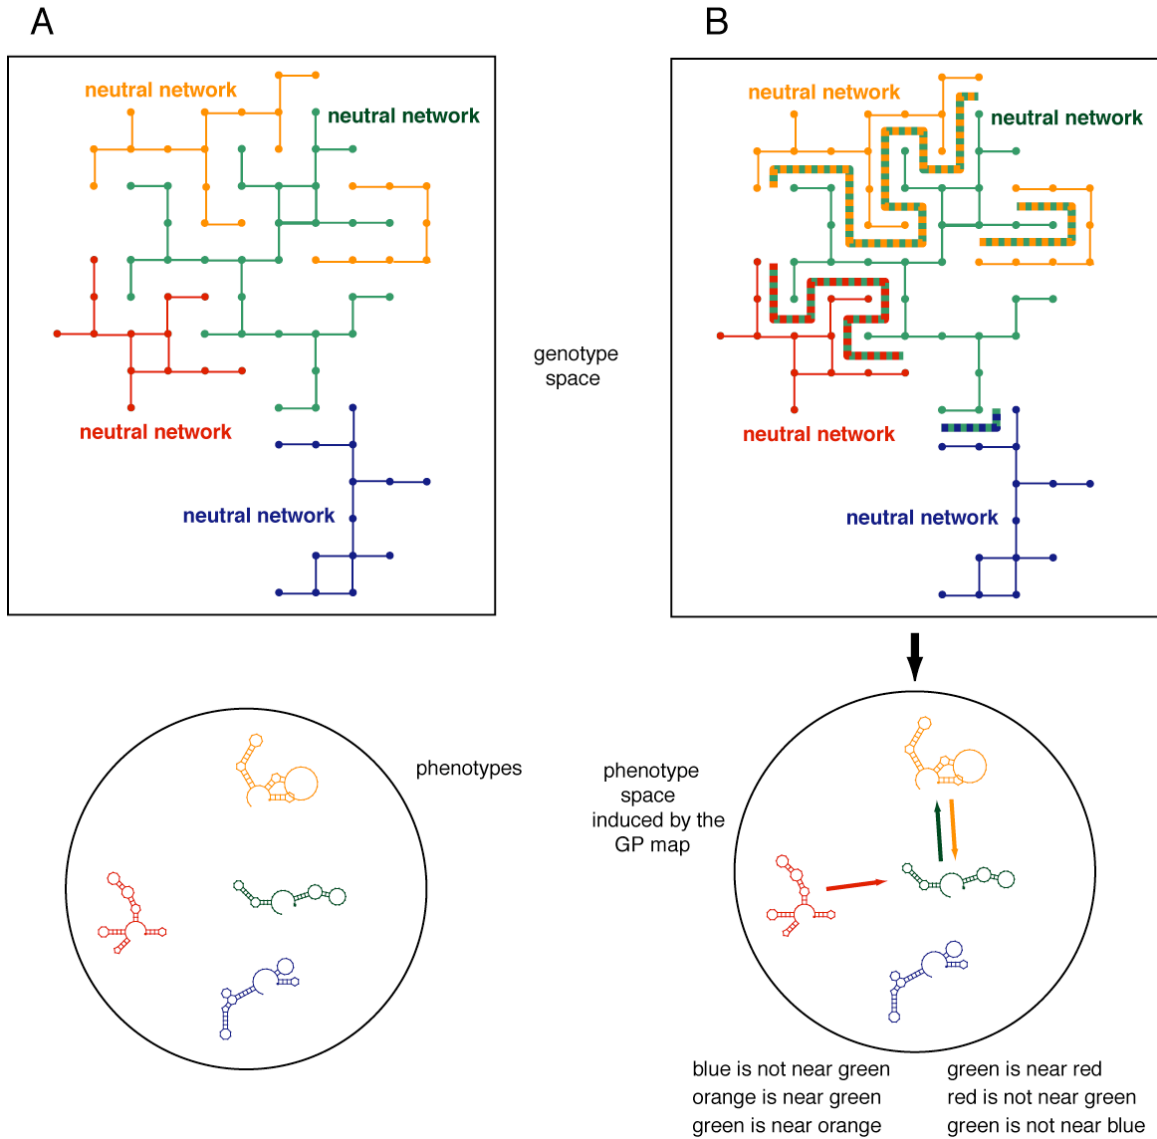 A
B
neutral network
neutral network
neutral network
neutral network
genotype
space
neutral network
neutral network
neutral network
neutral network
phenotypes
phenotype
space
induced by the
GP map
blue is not near green
orange is near green
green is near orange
green is near red
red is not near green
green is not near blue